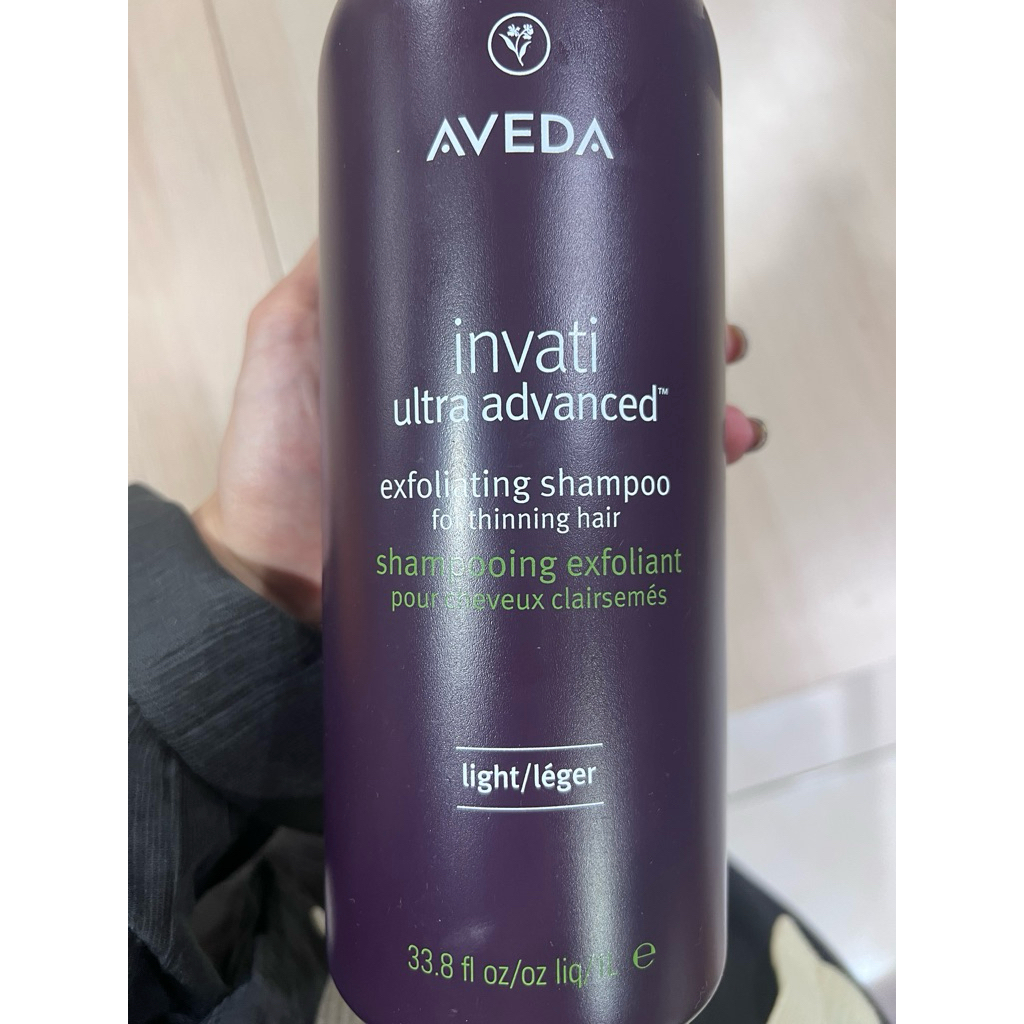 AVEDA
invati
ultra advanced™
exfoliating shampoo
for thinning hair
shampooing exfoliant
pour cheveux clairsemés
light/léger
33.8 fl oz/oz liq/1L ℮